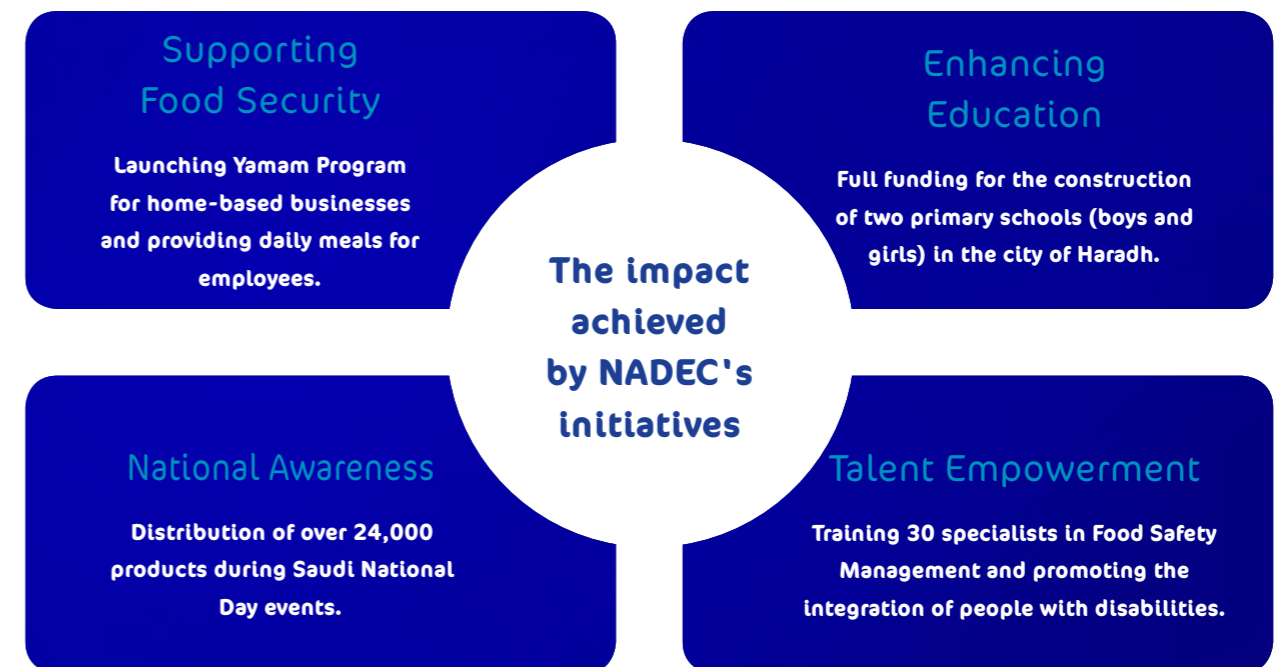 Supporting
Food Security
Launching Yamam Program
for home-based businesses
and providing daily meals for
employees.
Enhancing
Education
Full funding for the construction
of two primary schools (boys and
girls) in the city of Haradh.
The impact
achieved
by NADEC's
initiatives
National Awareness
Distribution of over 24,000
products during Saudi National
Day events.
Talent Empowerment
Training 30 specialists in Food Safety
Management and promoting the
integration of people with disabilities.